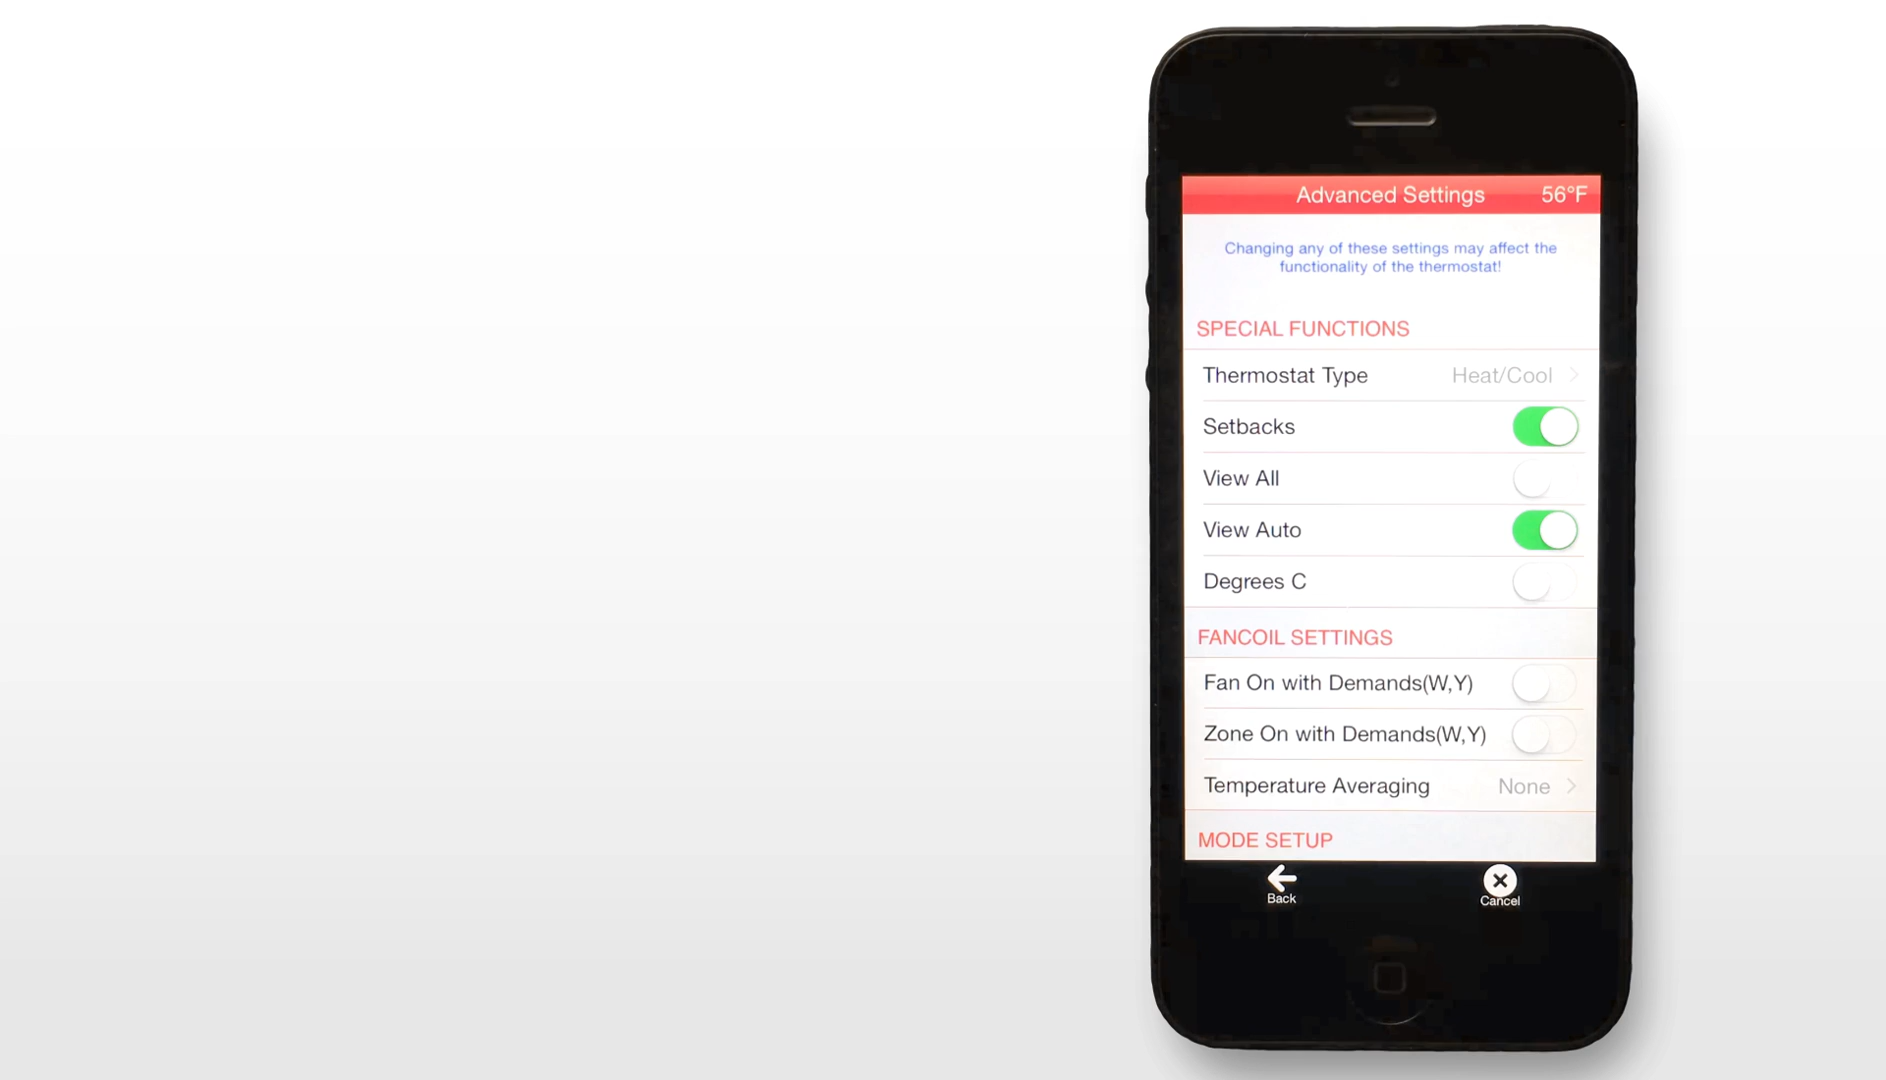 Advanced Settings 56°F
Changing any of these settings may affect the
functionality of the thermostat!
SPECIAL FUNCTIONS
Thermostat Type Heat/Cool
Setbacks
View All
View Auto
Degrees C
FANCOIL SETTINGS
Fan On with Demands(W,Y)
Zone On with Demands(W,Y)
Temperature Averaging None
MODE SETUP
Back Cancel